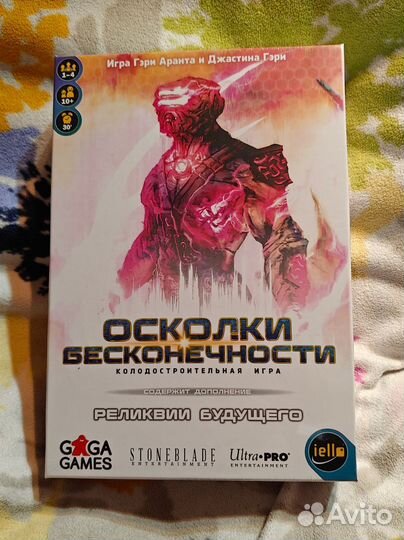 Игра Гэри Аранта и Джастина Гэри
1–4
10+
30'
ОСКОЛКИ
БЕСКОНЕЧНОСТИ
КОЛОДОСТРОИТЕЛЬНАЯ ИГРА
СОДЕРЖИТ ДОПОЛНЕНИЕ
РЕЛИКВИИ БУДУЩЕГО
GAGA
GAMES
STONEBLADE
ENTERTAINMENT
Ultra•PRO
ENTERTAINMENT
iello
Avito